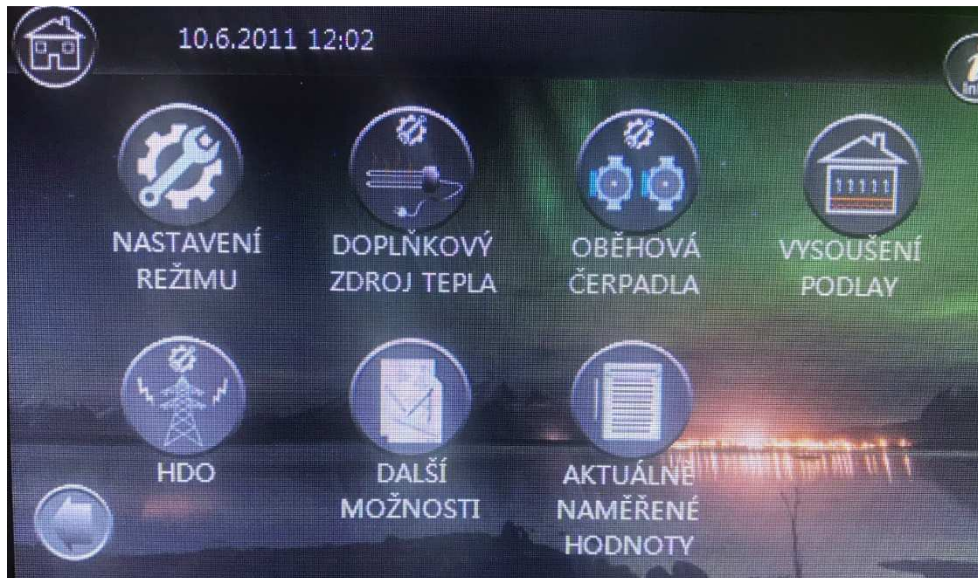 10.6.2011 12:02
NASTAVENÍ
REŽIMU
DOPLŇKOVÝ
ZDROJ TEPLA
OBĚHOVÁ
ČERPADLA
VYSOUŠENÍ
PODLAY
HDO
DALŠÍ
MOŽNOSTI
AKTUÁLNĚ
NAMĚŘENÉ
HODNOTY